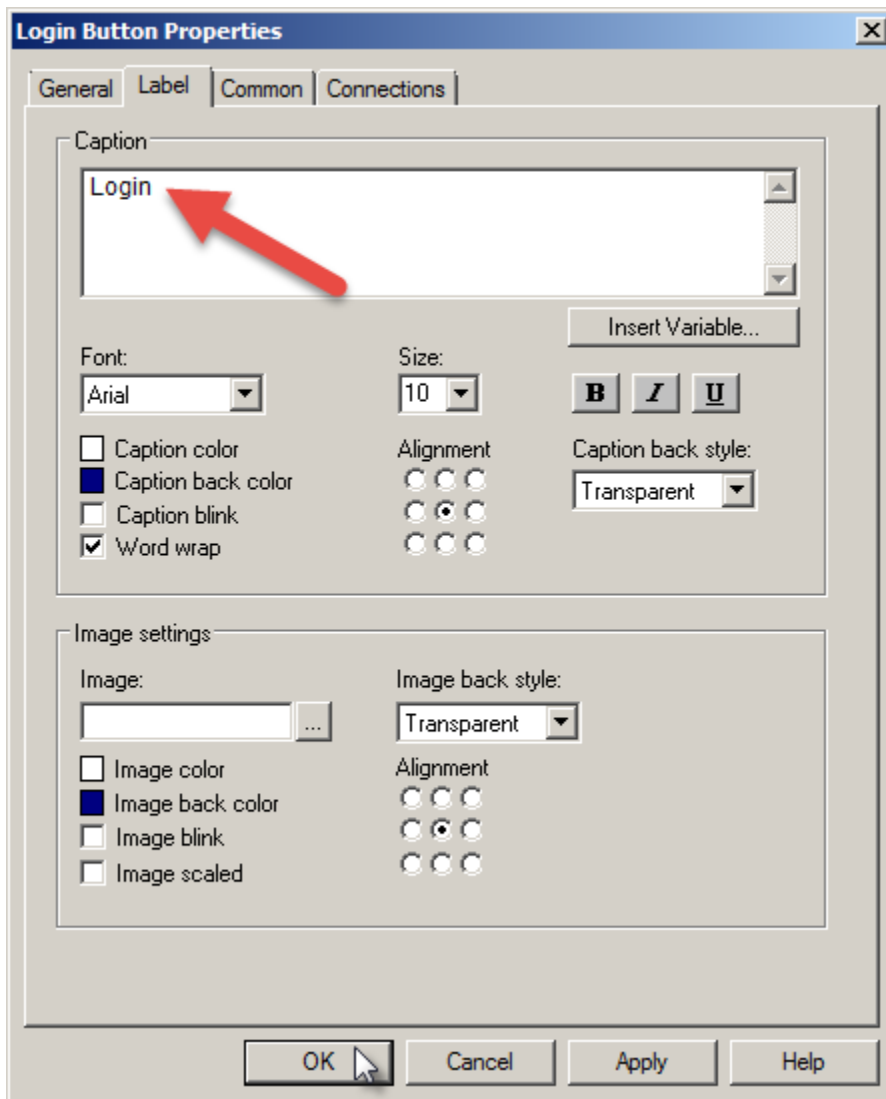 Login Button Properties
General Label Common Connections
Caption
Login
Insert Variable...
Font: Size:
Arial 10 B I U
Caption color Alignment Caption back style:
Caption back color Transparent
Caption blink
Word wrap
Image settings
Image: Image back style:
... Transparent
Image color Alignment
Image back color
Image blink
Image scaled
OK Cancel Apply Help